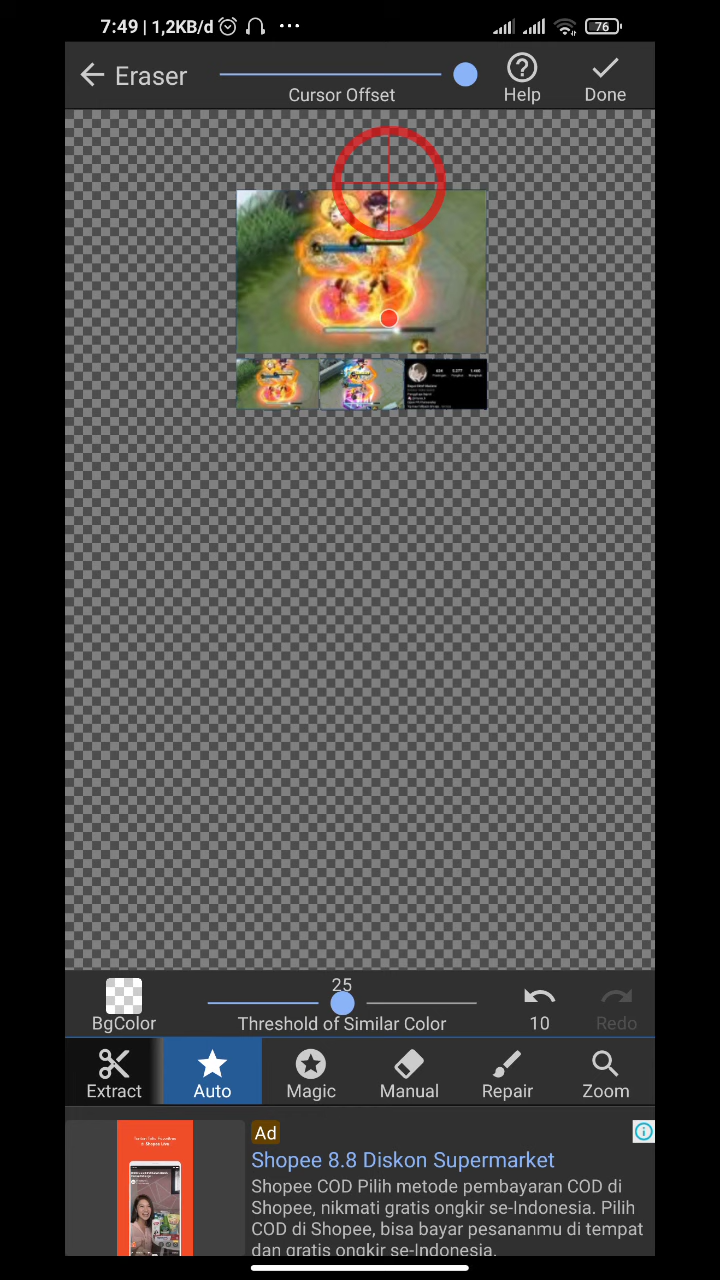 7:49 | 1,2KB/d
76
Eraser
Cursor Offset
Help
Done
25
BgColor
Threshold of Similar Color
10
Redo
Extract
Auto
Magic
Manual
Repair
Zoom
Ad
Shopee 8.8 Diskon Supermarket
Shopee COD Pilih metode pembayaran COD di
Shopee, nikmati gratis ongkir se-Indonesia. Pilih
COD di Shopee, bisa bayar pesananmu di tempat
dan gratis ongkir se-Indonesia.